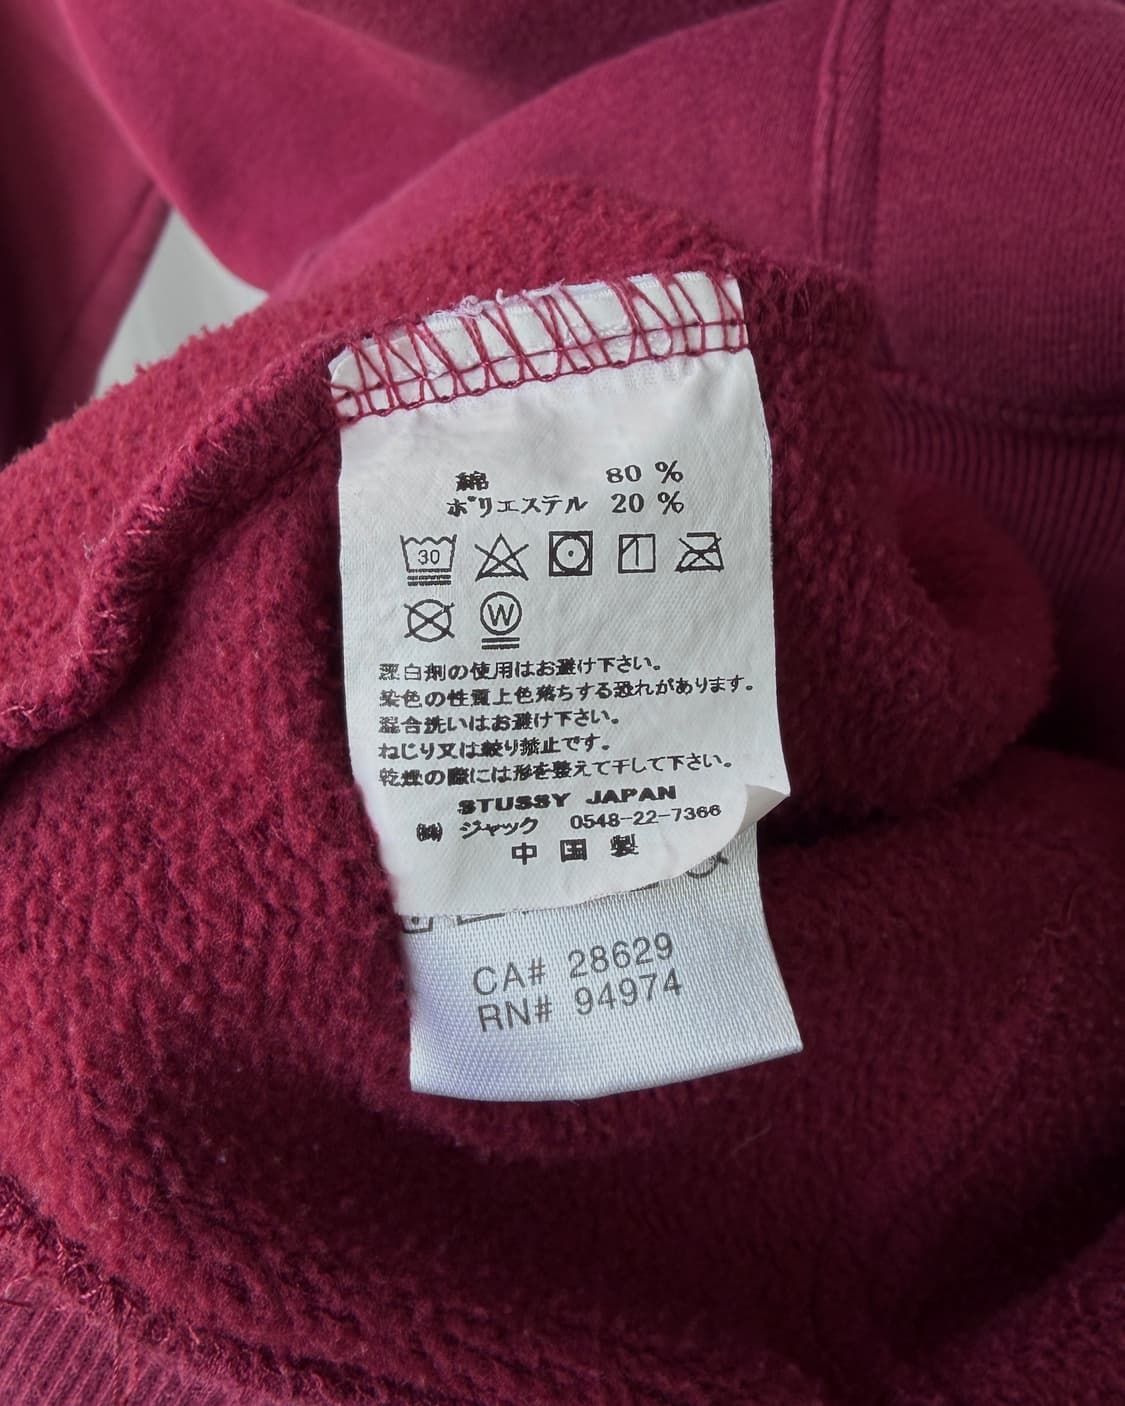 綿 80 %
ポリエステル 20 %
30
W
漂白剤の使用はお避け下さい。
染色の性質上色落ちする恐れがあります。
混合洗いはお避け下さい。
ねじり又は絞り禁止です。
乾燥の際には形を整えて干して下さい。
STUSSY JAPAN
㈱ ジャック 0548-22-7366
中国製
CA# 28629
RN# 94974